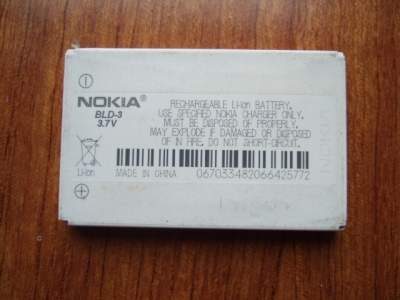 NOKIA®
BLD-3
3.7V
RECHARGEABLE Li-Ion BATTERY.
USE SPECIFIED NOKIA CHARGER ONLY.
MUST BE DISPOSED OF PROPERLY.
MAY EXPLODE IF DAMAGED OR DISPOSED
OF IN FIRE. DO NOT SHORT-CIRCUIT.
Li-Ion
MADE IN CHINA
067033482066425772
NOKIA